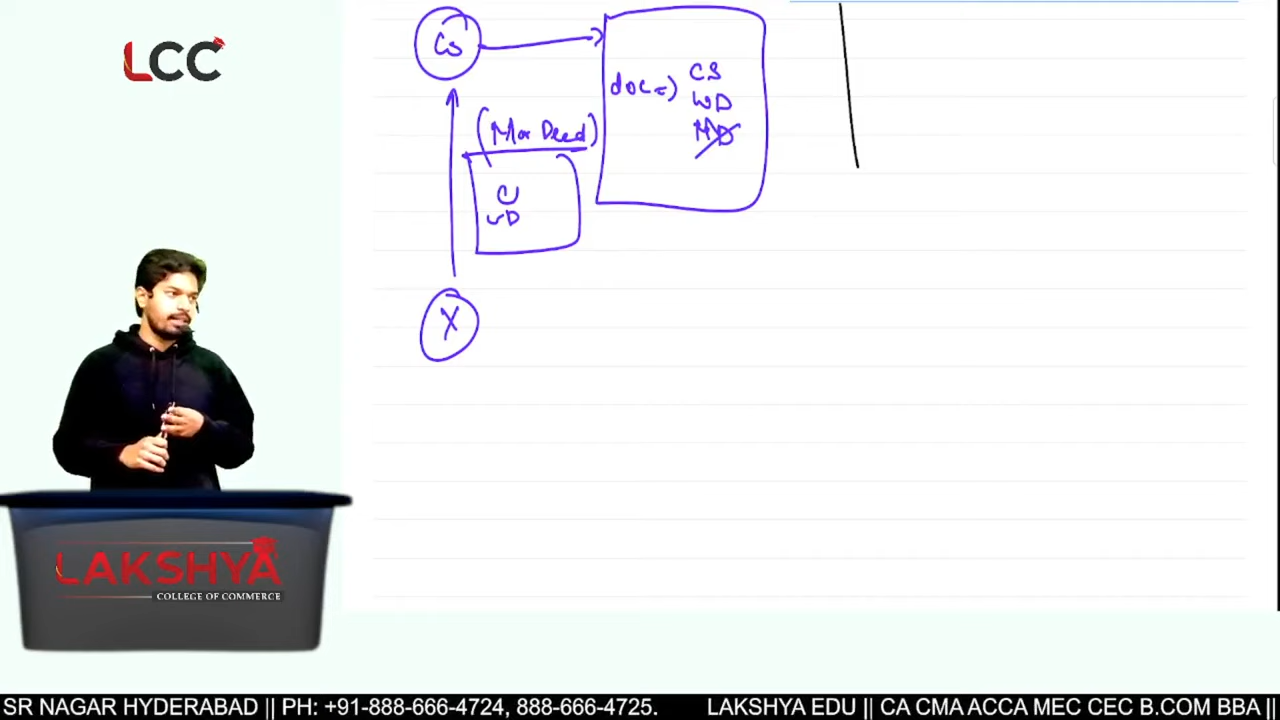 LCC
Co
doc => CS
WD
MD
(Mor Deed)
WD
X
LAKSHYA
COLLEGE OF COMMERCE
SR NAGAR HYDERABAD || PH: +91-888-666-4724, 888-666-4725. LAKSHYA EDU || CA CMA ACCA MEC CEC B.COM BBA ||